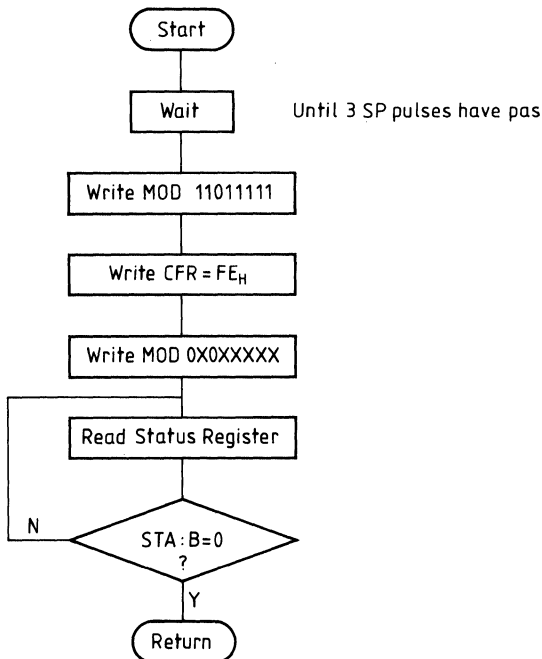 Start
Wait
Until 3 SP pulses have pas
Write MOD 11011111
Write CFR = FEH
Write MOD 0X0XXXXX
Read Status Register
N
STA : B = 0
?
Y
Return